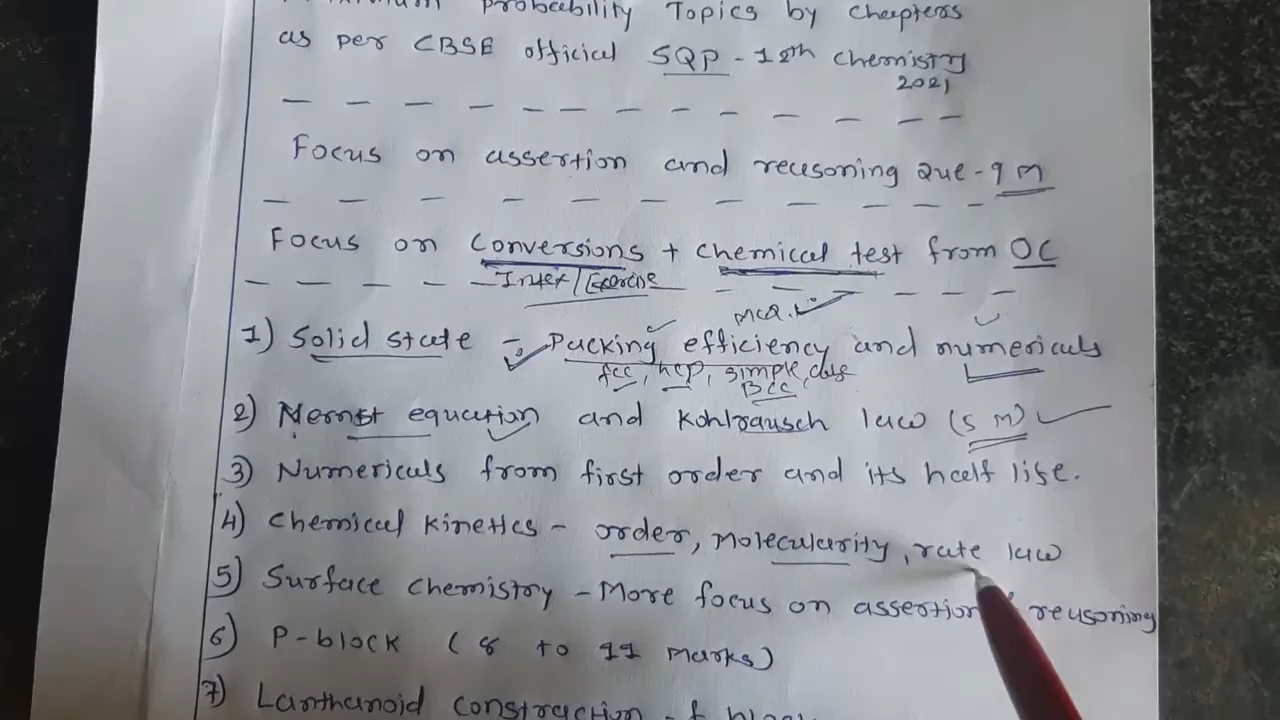 Probability Topics by Chapters
as per CBSE official SQP - 12th Chemistry
2021
Focus on assertion and reasoning Que - 9 M
Focus on conversions + chemical test from OC
Intext/Exercise
MCQ.
1) Solid state - Packing efficiency and numericals
fcc, hcp, simple,
BCC
2) Nernst equation and Kohlrausch law (5 M)
3) Numericals from first order and its half life.
4) Chemical Kinetics - order, Molecularity, rate law
5) Surface Chemistry - More focus on assertion reasoning
6) P-block (8 to 11 Marks)
7) Lanthanoid constraction - f